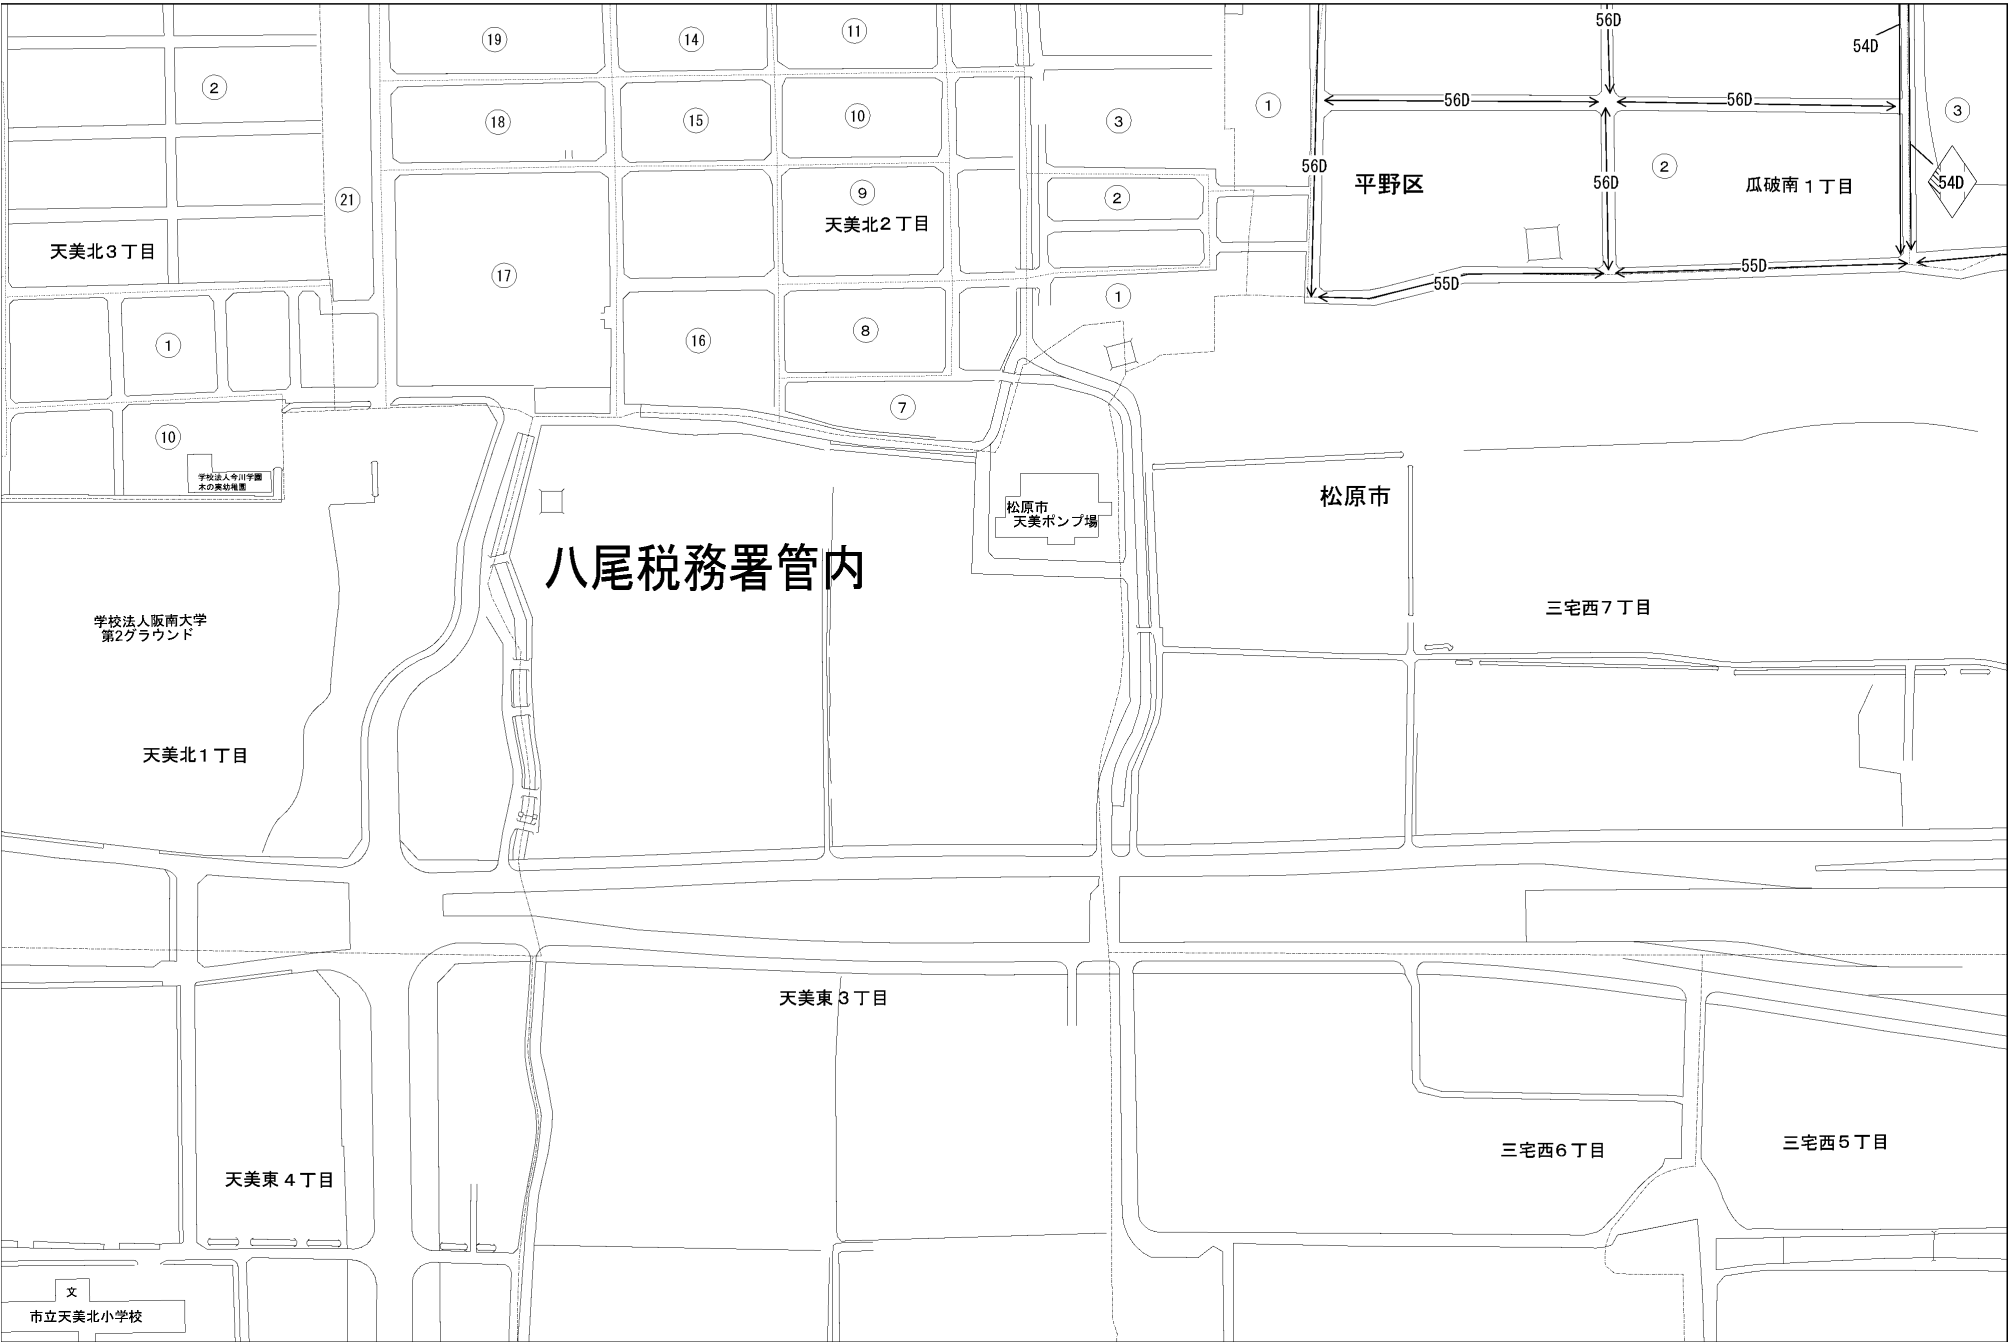 56D
54D
⑲
⑭
⑪
②
①
56D
56D
③
⑱
⑮
⑩
③
56D
平野区
56D
②
瓜破南1丁目
54D
㉑
⑨
天美北2丁目
②
天美北3丁目
⑰
55D
55D
①
①
⑯
⑧
⑦
⑩
学校法人今川学園
木の実幼稚園
松原市
天美ポンプ場
松原市
八尾税務署管内
三宅西7丁目
学校法人阪南大学
第2グラウンド
天美北1丁目
天美東3丁目
三宅西6丁目
三宅西5丁目
天美東4丁目
文
市立天美北小学校